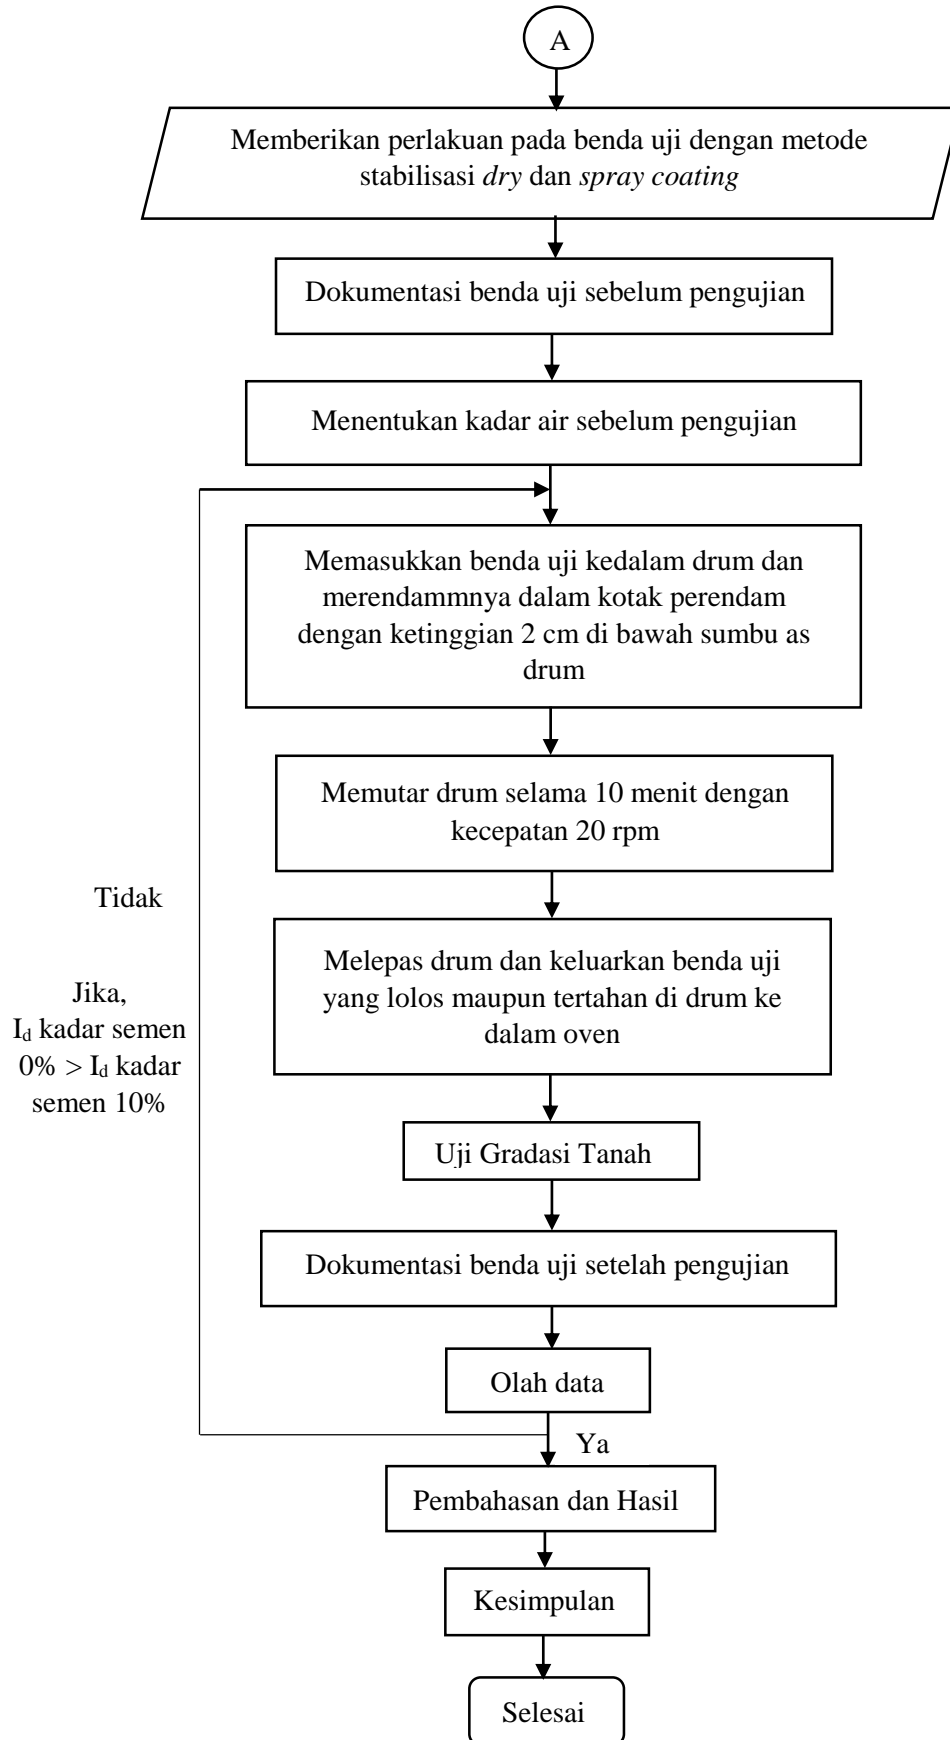 A
Memberikan perlakuan pada benda uji dengan metode
stabilisasi dry dan spray coating
Dokumentasi benda uji sebelum pengujian
Menentukan kadar air sebelum pengujian
Memasukkan benda uji kedalam drum dan
merendammnya dalam kotak perendam
dengan ketinggian 2 cm di bawah sumbu as
drum
Memutar drum selama 10 menit dengan
kecepatan 20 rpm
Tidak
Jika,
Id kadar semen
0% > Id kadar
semen 10%
Melepas drum dan keluarkan benda uji
yang lolos maupun tertahan di drum ke
dalam oven
Uji Gradasi Tanah
Dokumentasi benda uji setelah pengujian
Olah data
Ya
Pembahasan dan Hasil
Kesimpulan
Selesai